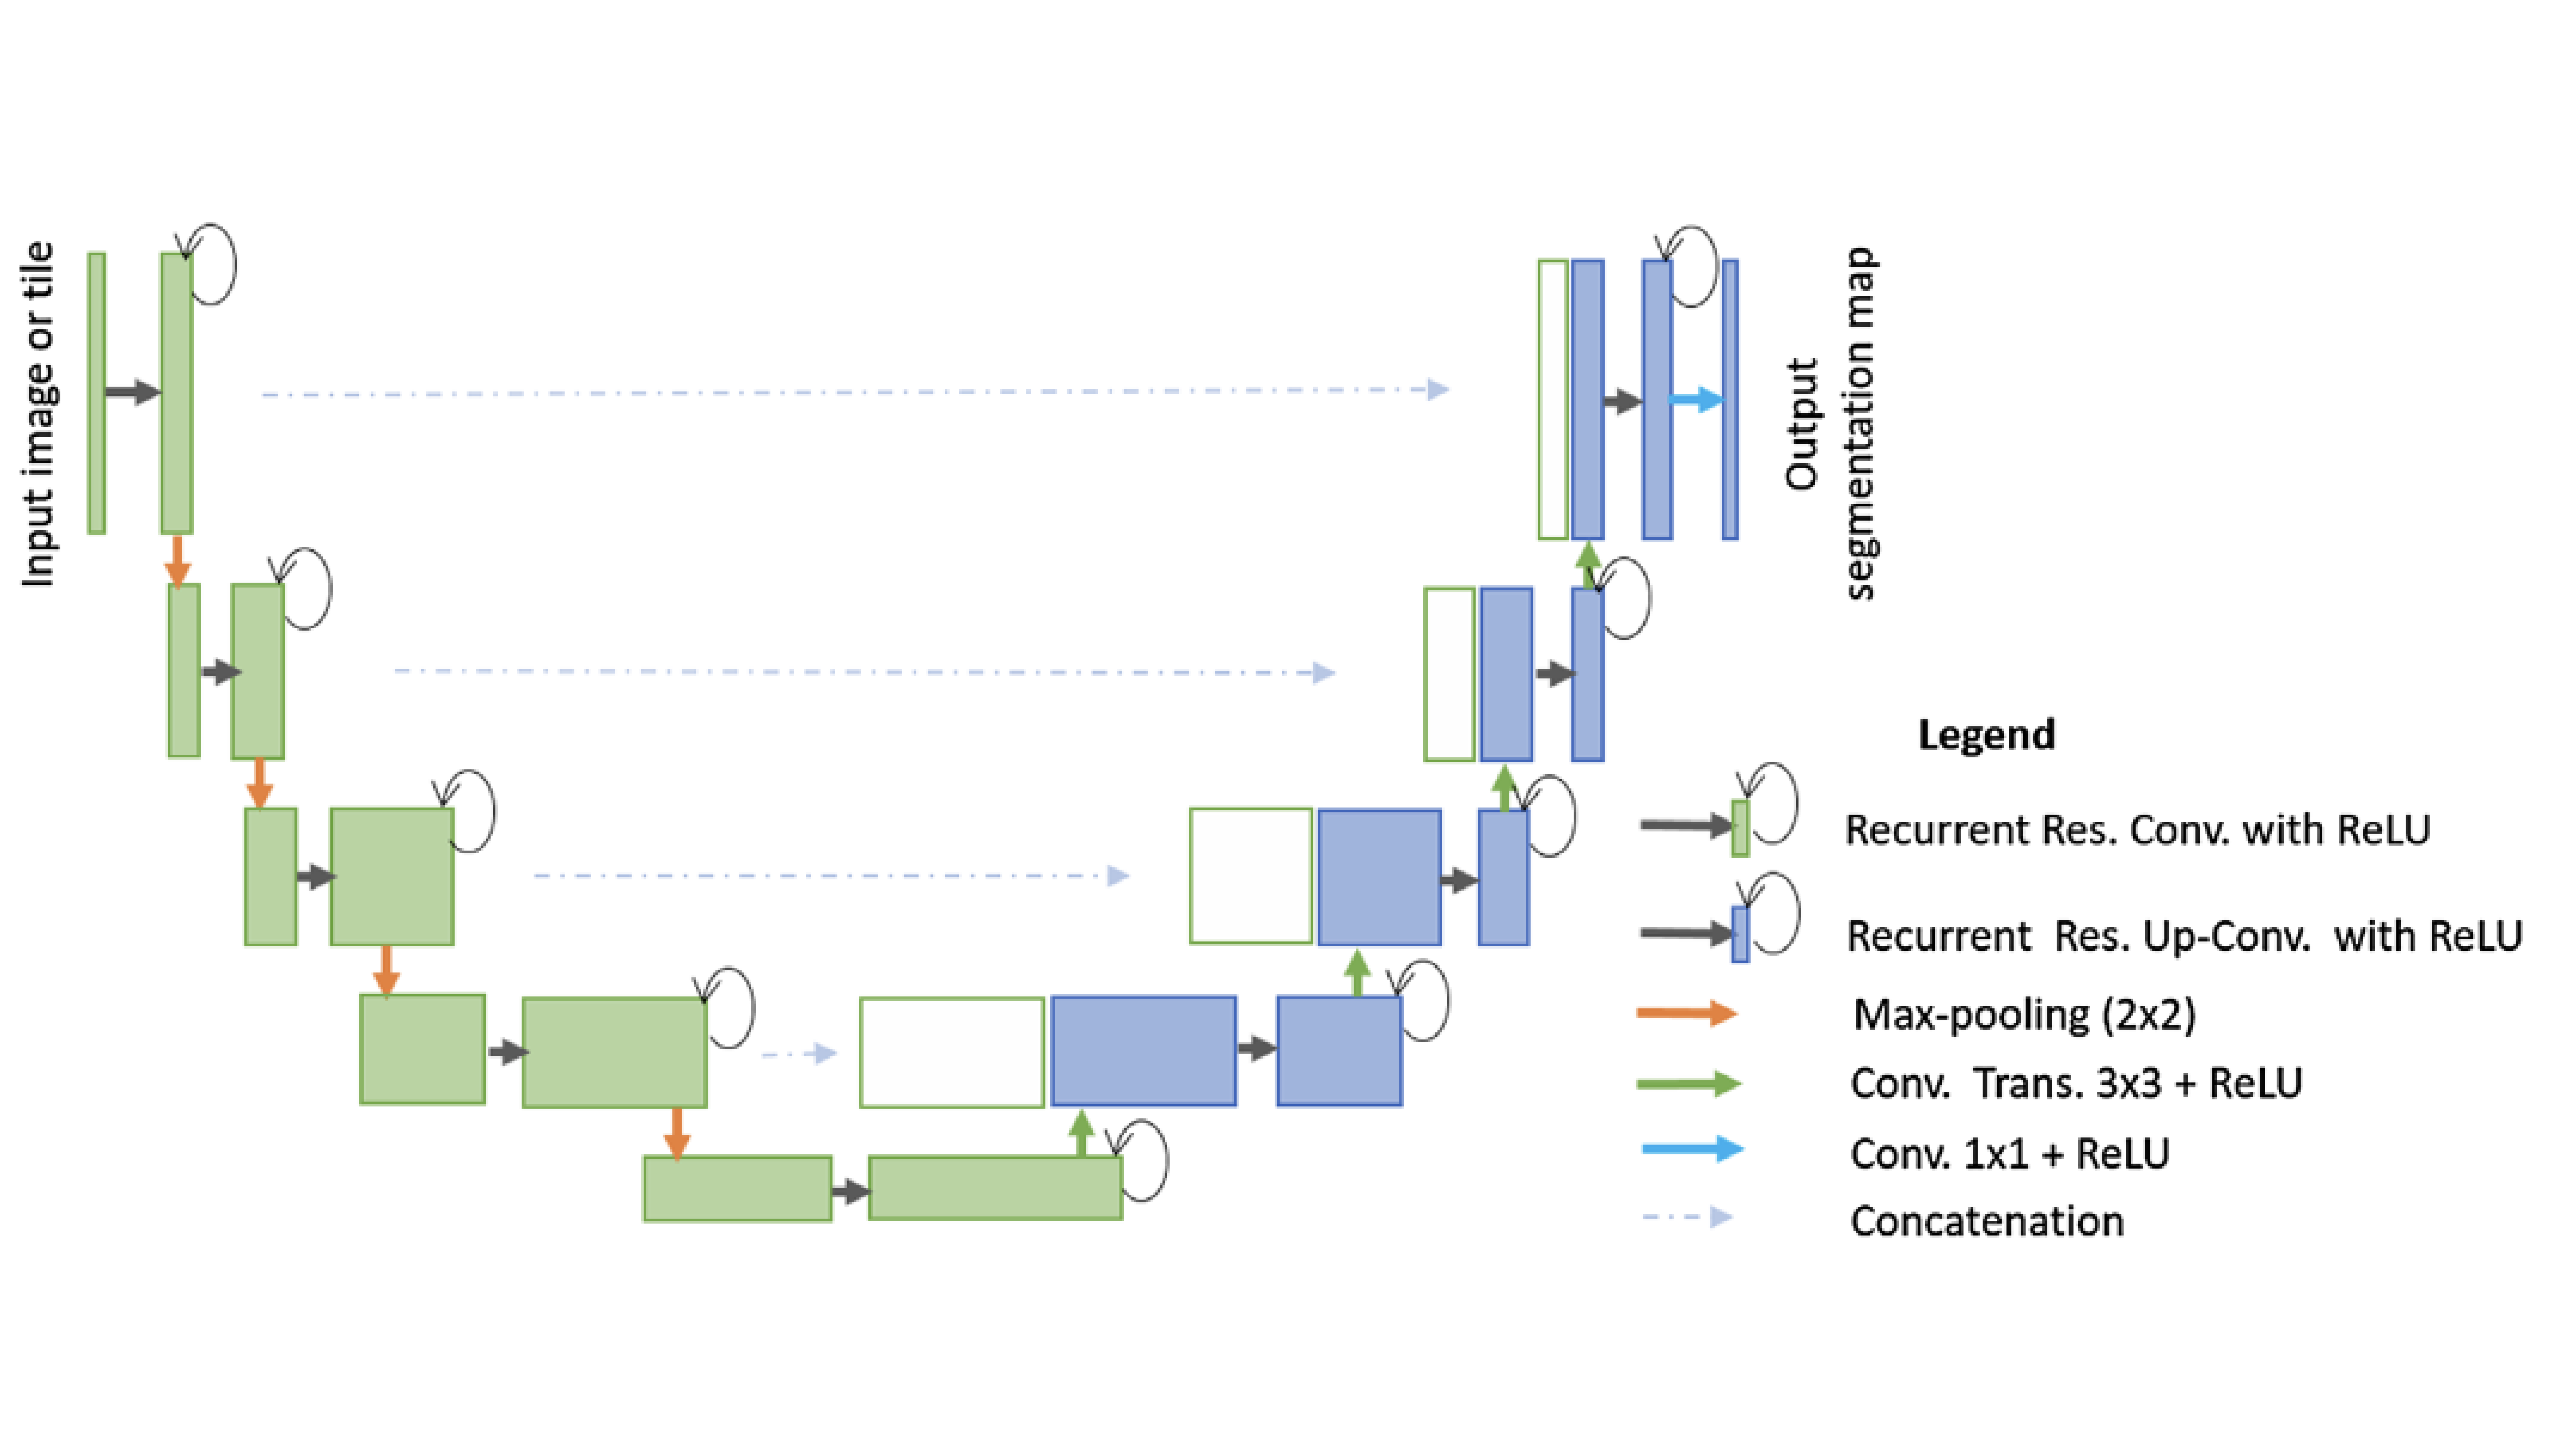 Input image or tile
Output
segmentation map
Legend
Recurrent Res. Conv. with ReLU
Recurrent Res. Up-Conv. with ReLU
Max-pooling (2x2)
Conv. Trans. 3x3 + ReLU
Conv. 1x1 + ReLU
Concatenation